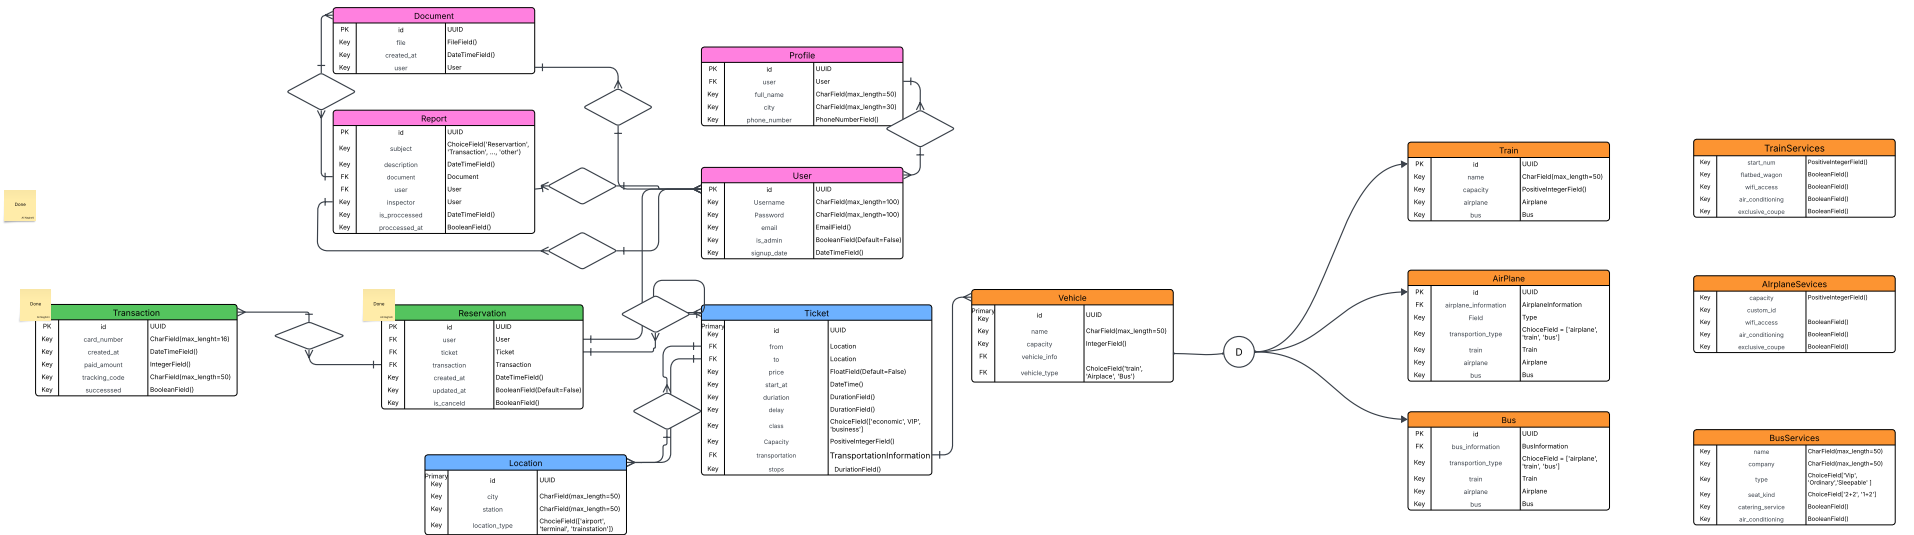 Document
PK id UUID
Key file FileField()
Key created_at DateTimeField()
Key user User
Report
PK id UUID
Key subject ChoiceField('Reservartion', 'Transaction', ..., 'other')
Key description DateTimeField()
FK document Document
FK user User
Key inspector User
Key is_proccessed DateTimeField()
Key proccessed_at BooleanField()
Profile
PK id UUID
FK user User
Key full_name CharField(max_length=50)
Key city CharField(max_length=30)
Key phone_number PhoneNumberField()
User
PK id UUID
Key Username CharField(max_length=100)
Key Password CharField(max_length=100)
Key email EmailField()
Key is_admin BooleanField(Default=False)
Key signup_date DateTimeField()
Done
Done
Transaction
PK id UUID
Key card_number CharField(max_lenght=16)
Key created_at DateTimeField()
Key paid_amount IntegerField()
Key tracking_code CharField(max_length=50)
Key successsed BooleanField()
Done
Reservation
PK id UUID
FK user User
FK ticket Ticket
FK transaction Transaction
Key created_at DateTimeField()
Key updated_at BooleanField(Default=False)
Key is_canceld BooleanField()
Ticket
Primary Key id UUID
FK from Location
FK to Location
Key price FloatField(Default=False)
Key start_at DateTime()
Key duriation DurationField()
Key delay DurationField()
Key class ChoiceField(['economic', VIP', 'business']
Key Capacity PositiveIntegerField()
FK transportation TransportationInformation
Key stops DuriationField()
Location
Primary Key id UUID
Key city CharField(max_length=50)
Key station CharField(max_length=50)
Key location_type ChocieField(['airport', 'terminal', 'trainstation'])
Vehicle
Primary Key id UUID
Key name CharField(max_length=50)
Key capacity IntegerField()
FK vehicle_info
FK vehicle_type ChoiceField('train', 'Airplace', 'Bus')
D
Train
PK id UUID
Key name CharField(max_length=50)
Key capacity PositiveIntegerField()
Key airplane Airplane
Key bus Bus
AirPlane
PK id UUID
FK airplane_information AirplaneInformation
Key Field Type
Key transportion_type ChioceField = ['airplane', 'train', 'bus']
Key train Train
Key airplane Airplane
Key bus Bus
Bus
PK id UUID
FK bus_information BusInformation
Key transportion_type ChioceField = ['airplane', 'train', 'bus']
Key train Train
Key airplane Airplane
Key bus Bus
TrainServices
Key start_num PositiveIntegerField()
Key flatbed_wagon BooleanField()
Key wifi_access BooleanField()
Key air_conditioning BooleanField()
Key exclusive_coupe BooleanField()
AIrplaneSevices
Key capacity PositiveIntegerField()
Key custom_id
Key wifi_access BooleanField()
Key air_conditioning BooleanField()
Key exclusive_coupe BooleanField()
BusServices
Key name CharField(max_length=50)
Key company CharField(max_length=50)
Key type ChoiceField['Vip', 'Ordinary','Sleepable' ]
Key seat_kind ChoiceField['2+2', '1+2']
Key catering_service BooleanField()
Key air_conditioning BooleanField()